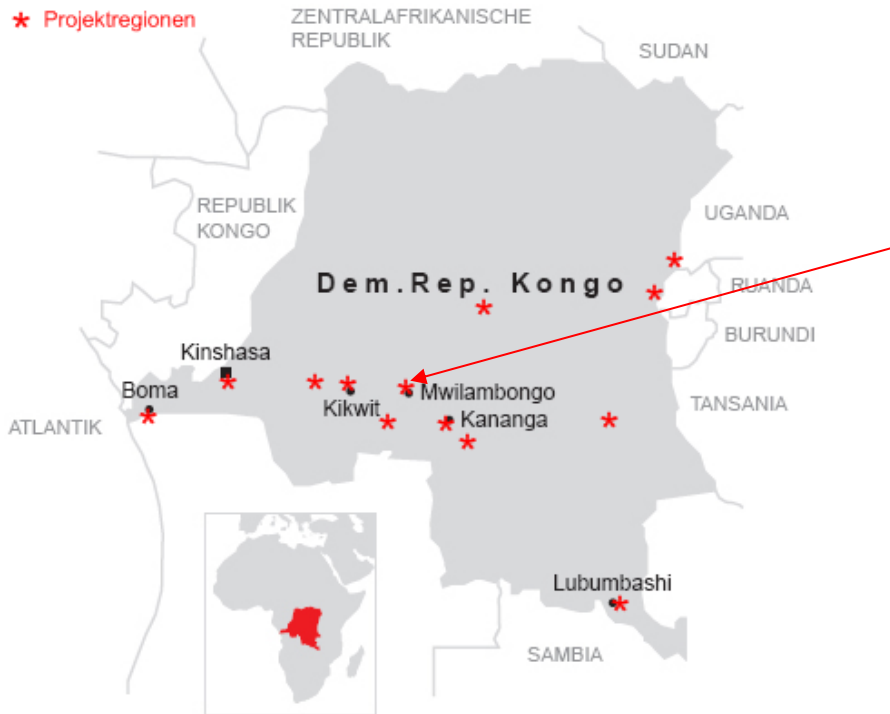 * Projektregionen
ZENTRALAFRIKANISCHE
REPUBLIK
SUDAN
REPUBLIK
KONGO
UGANDA
Dem.Rep. Kongo
RUANDA
BURUNDI
Kinshasa
Boma
Kikwit
Mwilambongo
Kananga
TANSANIA
ATLANTIK
Lubumbashi
SAMBIA